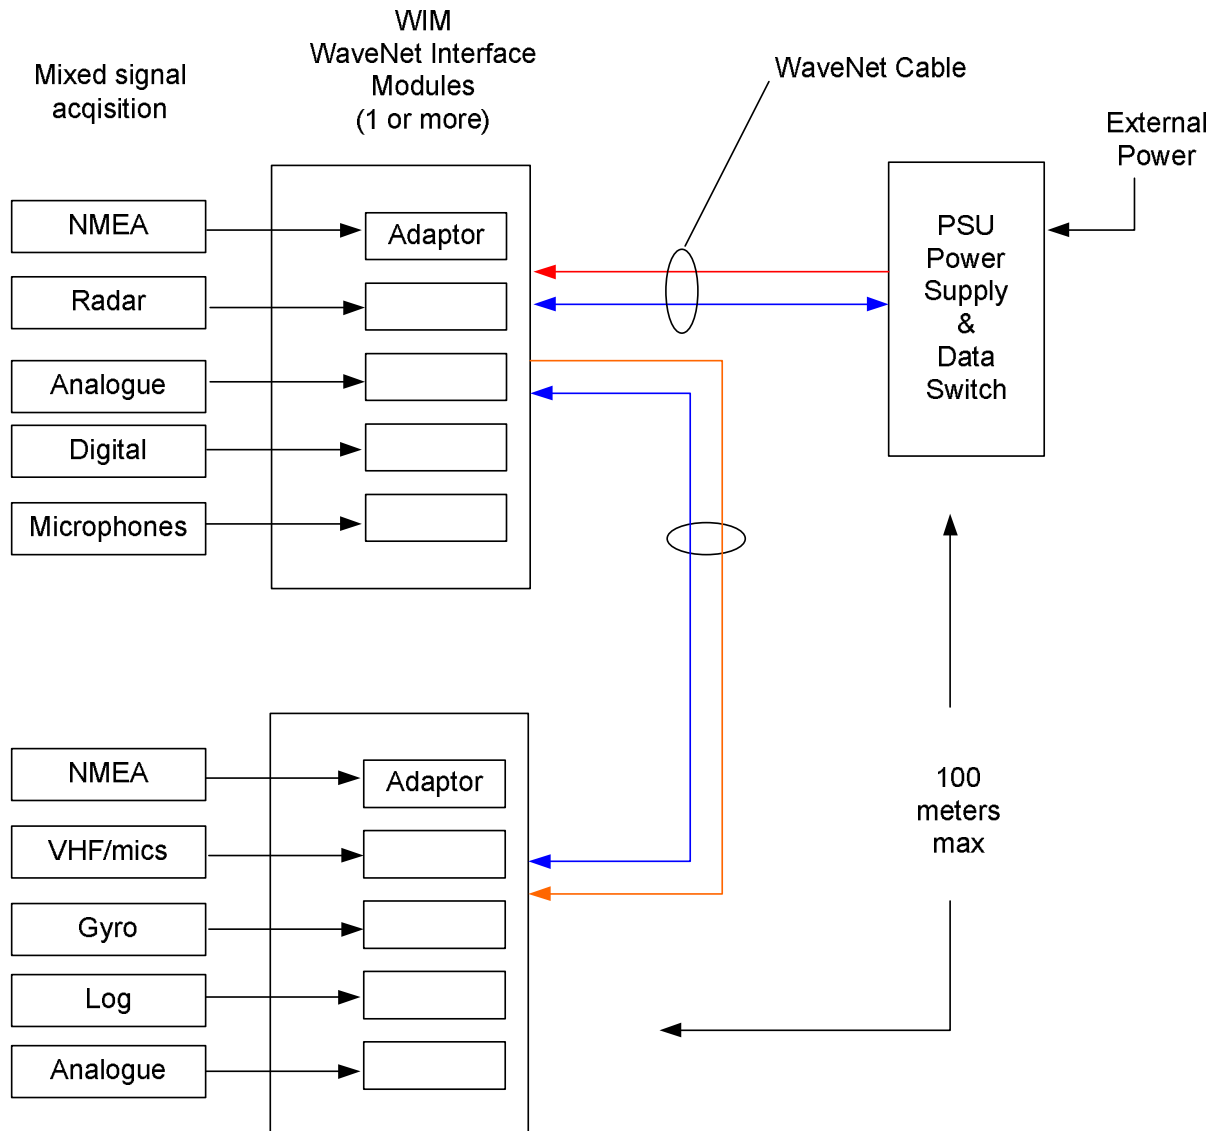 WIM
WaveNet Interface
Modules
(1 or more)
Mixed signal
acqisition
WaveNet Cable
External
Power
NMEA
Adaptor
Radar
Analogue
Digital
Microphones
PSU
Power
Supply
&
Data
Switch
NMEA
Adaptor
VHF/mics
Gyro
Log
Analogue
100
meters
max